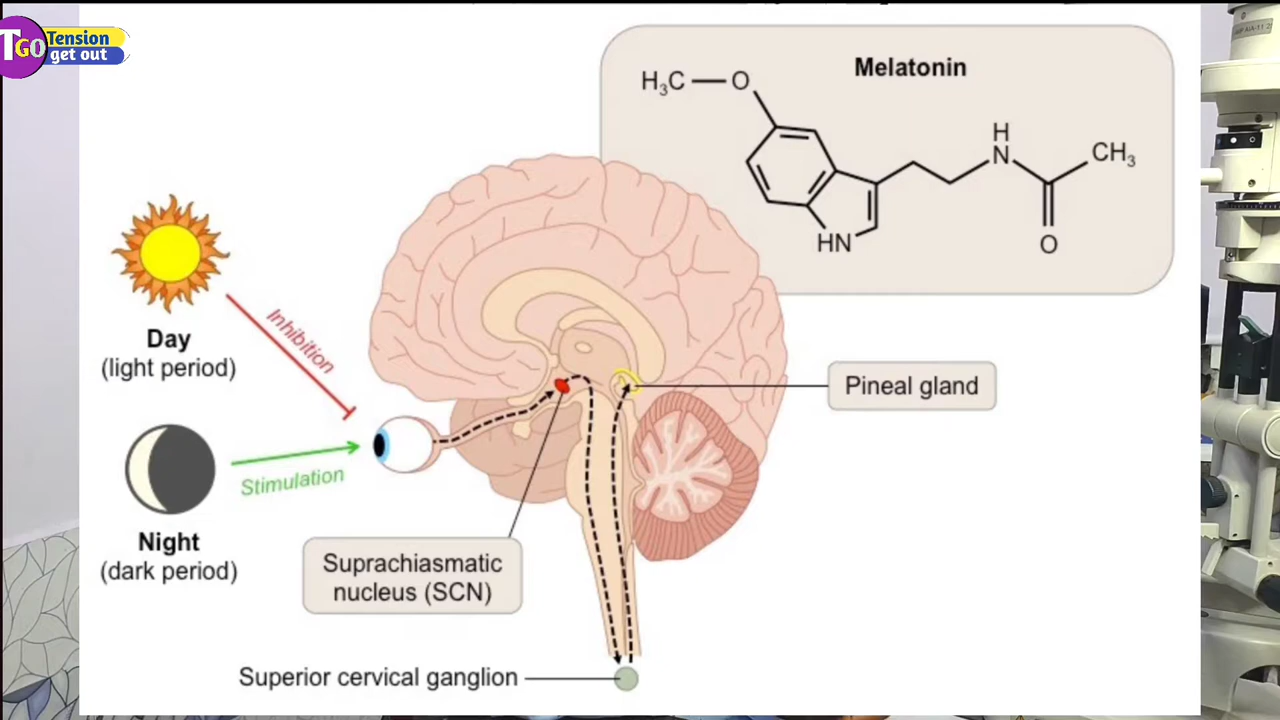 TGO
Tension
get out
Melatonin
H₃C
O
H
N
CH₃
HN
O
Day
(light period)
Inhibition
Stimulation
Night
(dark period)
Pineal gland
Suprachiasmatic
nucleus (SCN)
Superior cervical ganglion